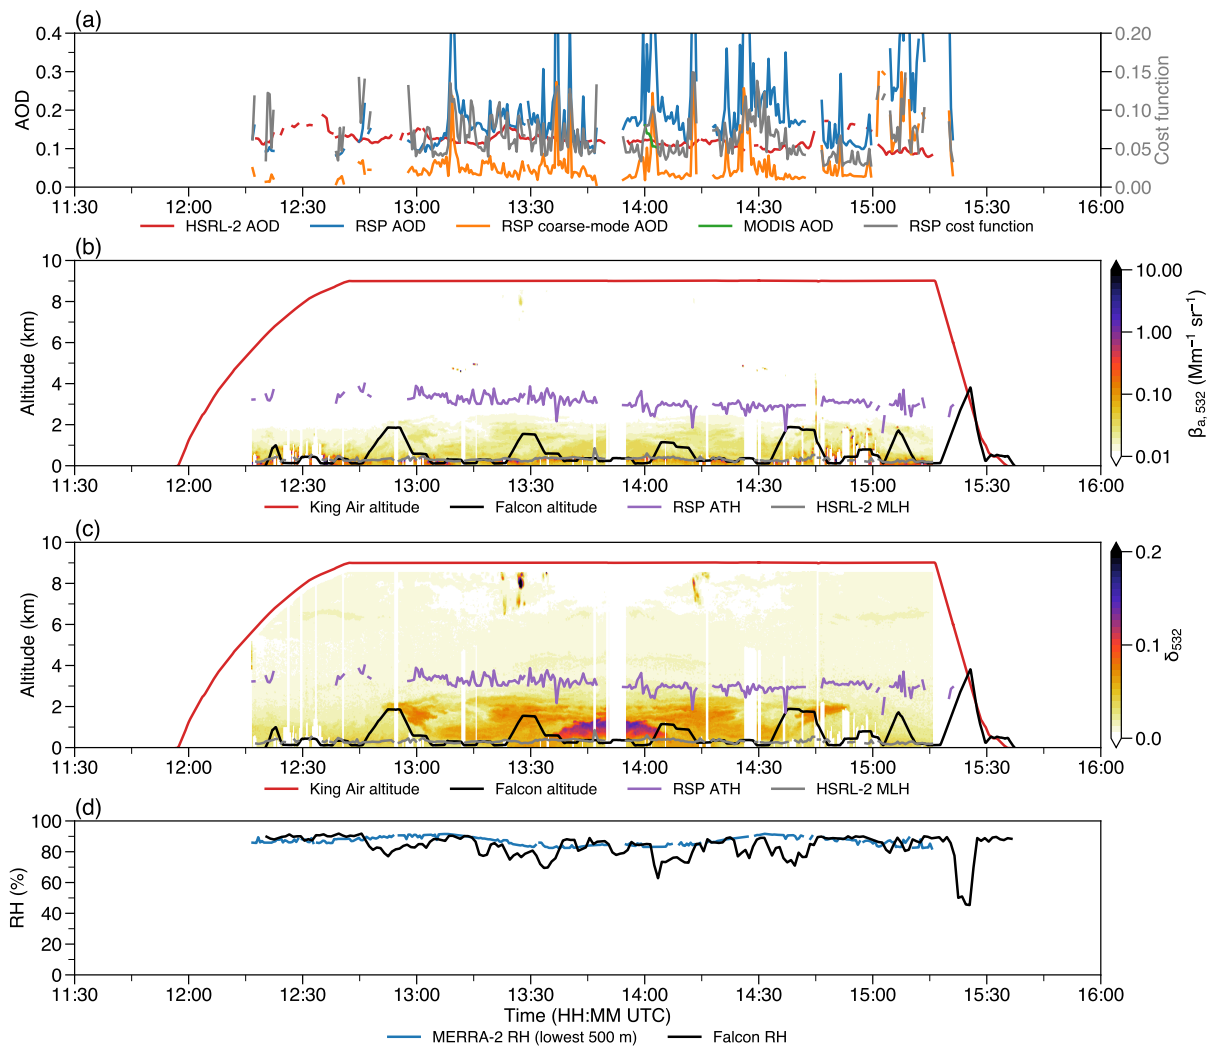 (a)
0.4
0.3
0.2
0.1
0.0
AOD
0.20
0.15
0.10
0.05
0.00
Cost function
11:30 12:00 12:30 13:00 13:30 14:00 14:30 15:00 15:30 16:00
HSRL-2 AOD RSP AOD RSP coarse-mode AOD MODIS AOD RSP cost function
(b)
10
8
6
4
2
0
Altitude (km)
10.00
1.00
0.10
0.01
βa, 532 (Mm⁻¹ sr⁻¹)
11:30 12:00 12:30 13:00 13:30 14:00 14:30 15:00 15:30 16:00
King Air altitude Falcon altitude RSP ATH HSRL-2 MLH
(c)
10
8
6
4
2
0
Altitude (km)
0.2
0.1
0.0
δ532
11:30 12:00 12:30 13:00 13:30 14:00 14:30 15:00 15:30 16:00
King Air altitude Falcon altitude RSP ATH HSRL-2 MLH
(d)
100
80
60
40
20
0
RH (%)
11:30 12:00 12:30 13:00 13:30 14:00 14:30 15:00 15:30 16:00
Time (HH:MM UTC)
MERRA-2 RH (lowest 500 m) Falcon RH